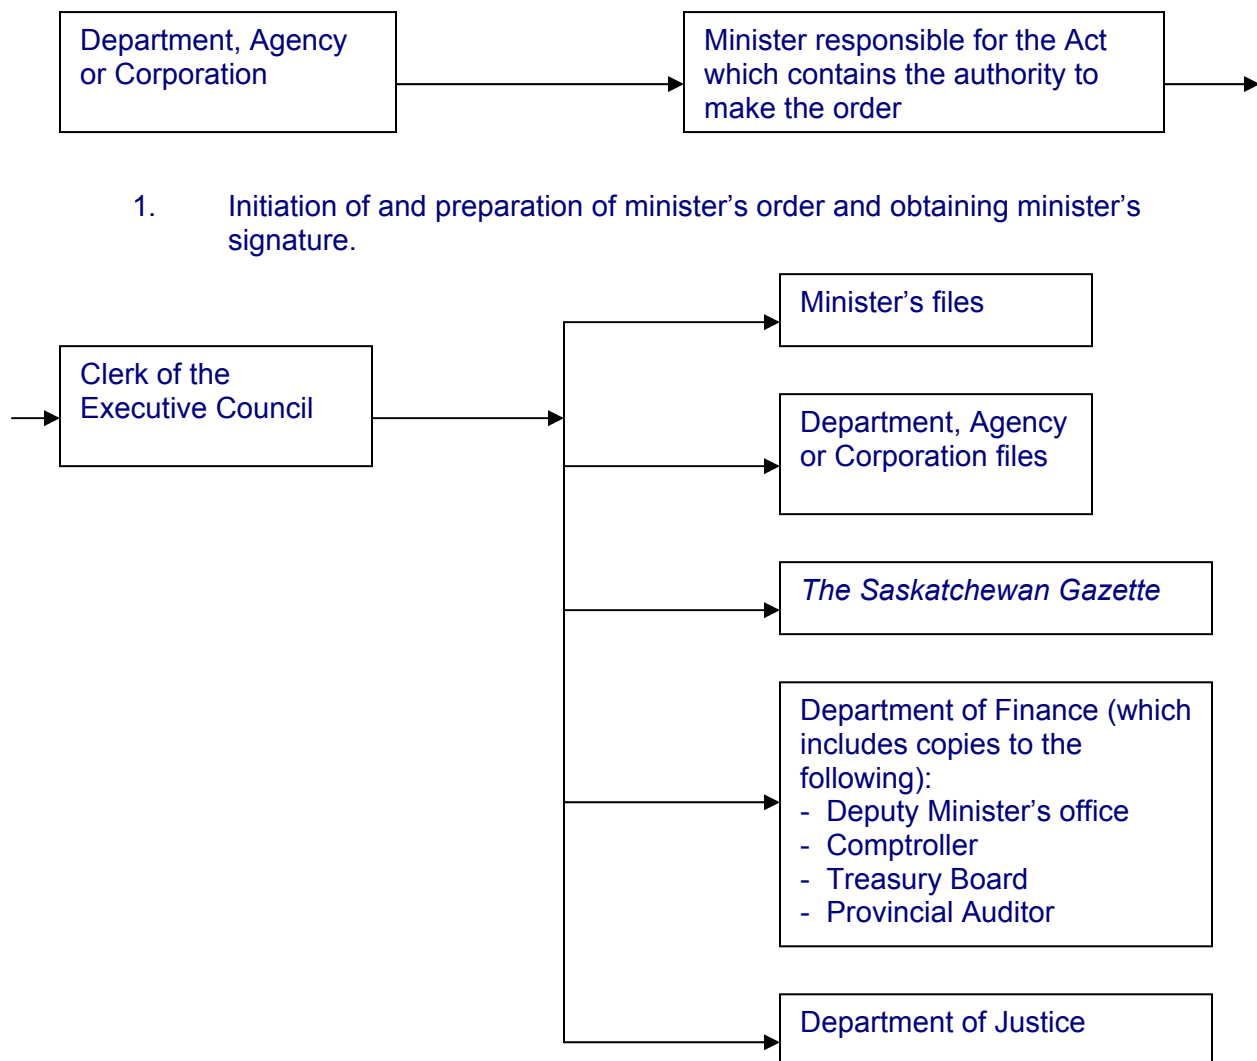 Department, Agency
or Corporation
Minister responsible for the Act
which contains the authority to
make the order
1. Initiation of and preparation of minister’s order and obtaining minister’s
signature.
Clerk of the
Executive Council
Minister’s files
Department, Agency
or Corporation files
The Saskatchewan Gazette
Department of Finance (which
includes copies to the
following):
- Deputy Minister’s office
- Comptroller
- Treasury Board
- Provincial Auditor
Department of Justice